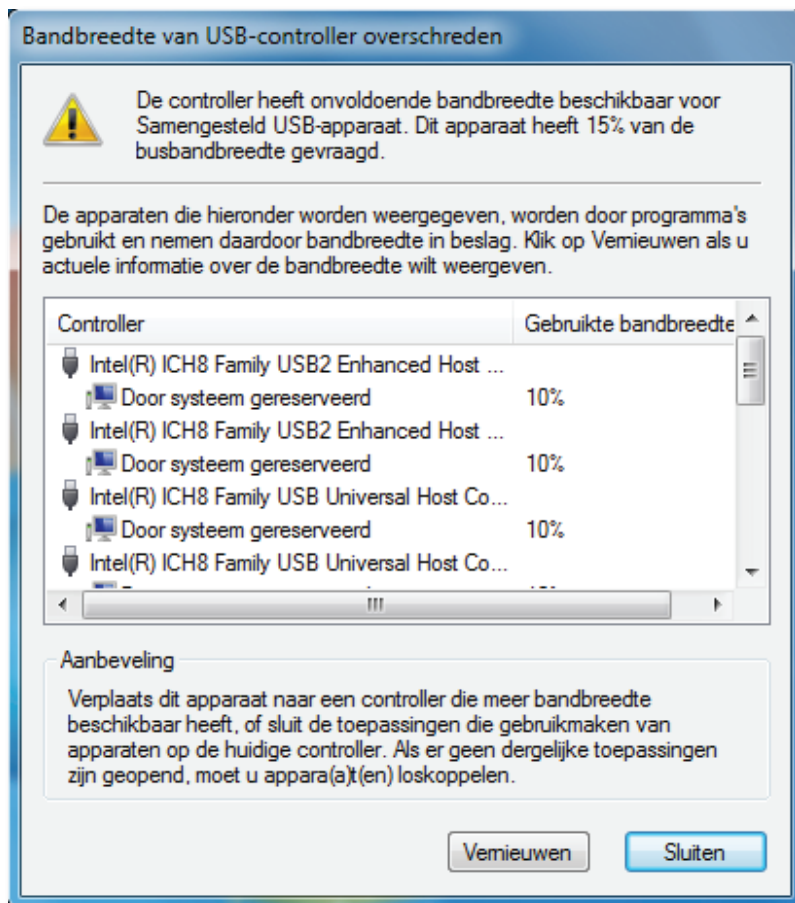 Bandbreedte van USB-controller overschreden
De controller heeft onvoldoende bandbreedte beschikbaar voor
Samengesteld USB-apparaat. Dit apparaat heeft 15% van de
busbandbreedte gevraagd.
De apparaten die hieronder worden weergegeven, worden door programma's
gebruikt en nemen daardoor bandbreedte in beslag. Klik op Vernieuwen als u
actuele informatie over de bandbreedte wilt weergeven.
Controller Gebruikte bandbreedte
Intel(R) ICH8 Family USB2 Enhanced Host ...
Door systeem gereserveerd 10%
Intel(R) ICH8 Family USB2 Enhanced Host ...
Door systeem gereserveerd 10%
Intel(R) ICH8 Family USB Universal Host Co...
Door systeem gereserveerd 10%
Intel(R) ICH8 Family USB Universal Host Co...
Aanbeveling
Verplaats dit apparaat naar een controller die meer bandbreedte
beschikbaar heeft, of sluit de toepassingen die gebruikmaken van
apparaten op de huidige controller. Als er geen dergelijke toepassingen
zijn geopend, moet u appara(a)t(en) loskoppelen.
Vernieuwen Sluiten